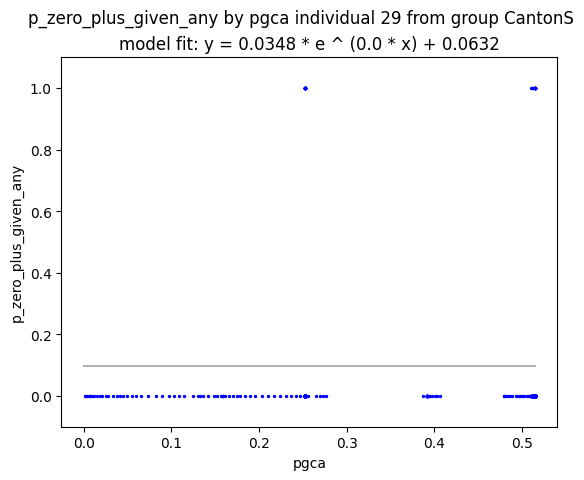 p_zero_plus_given_any by pgca individual 29 from group CantonS
model fit: y = 0.0348 * e ^ (0.0 * x) + 0.0632
1.0
0.8
0.6
0.4
0.2
0.0
p_zero_plus_given_any
0.0 0.1 0.2 0.3 0.4 0.5
pgca